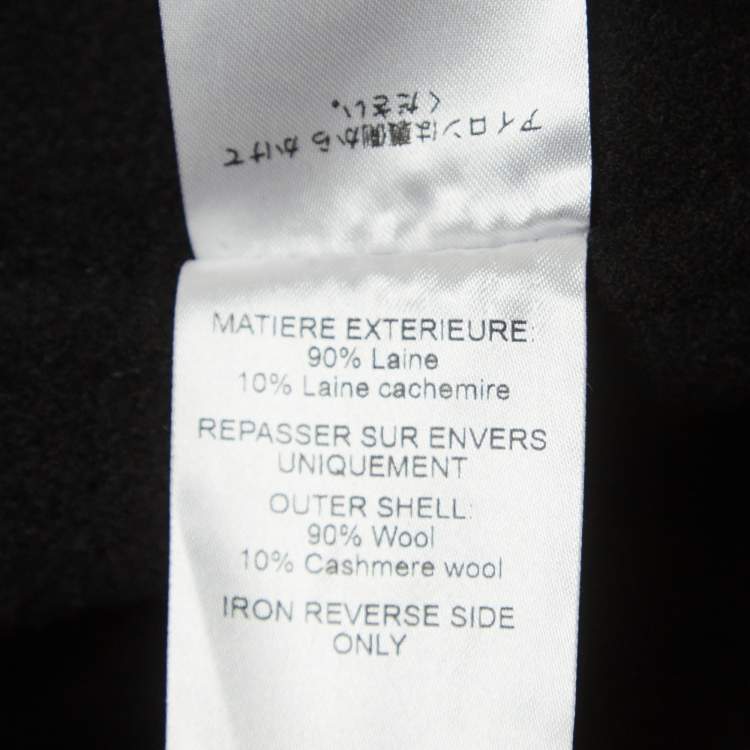 アイロンは裏側から かけて
ください。
MATIERE EXTERIEURE:
90% Laine
10% Laine cachemire
REPASSER SUR ENVERS
UNIQUEMENT
OUTER SHELL:
90% Wool
10% Cashmere wool
IRON REVERSE SIDE
ONLY